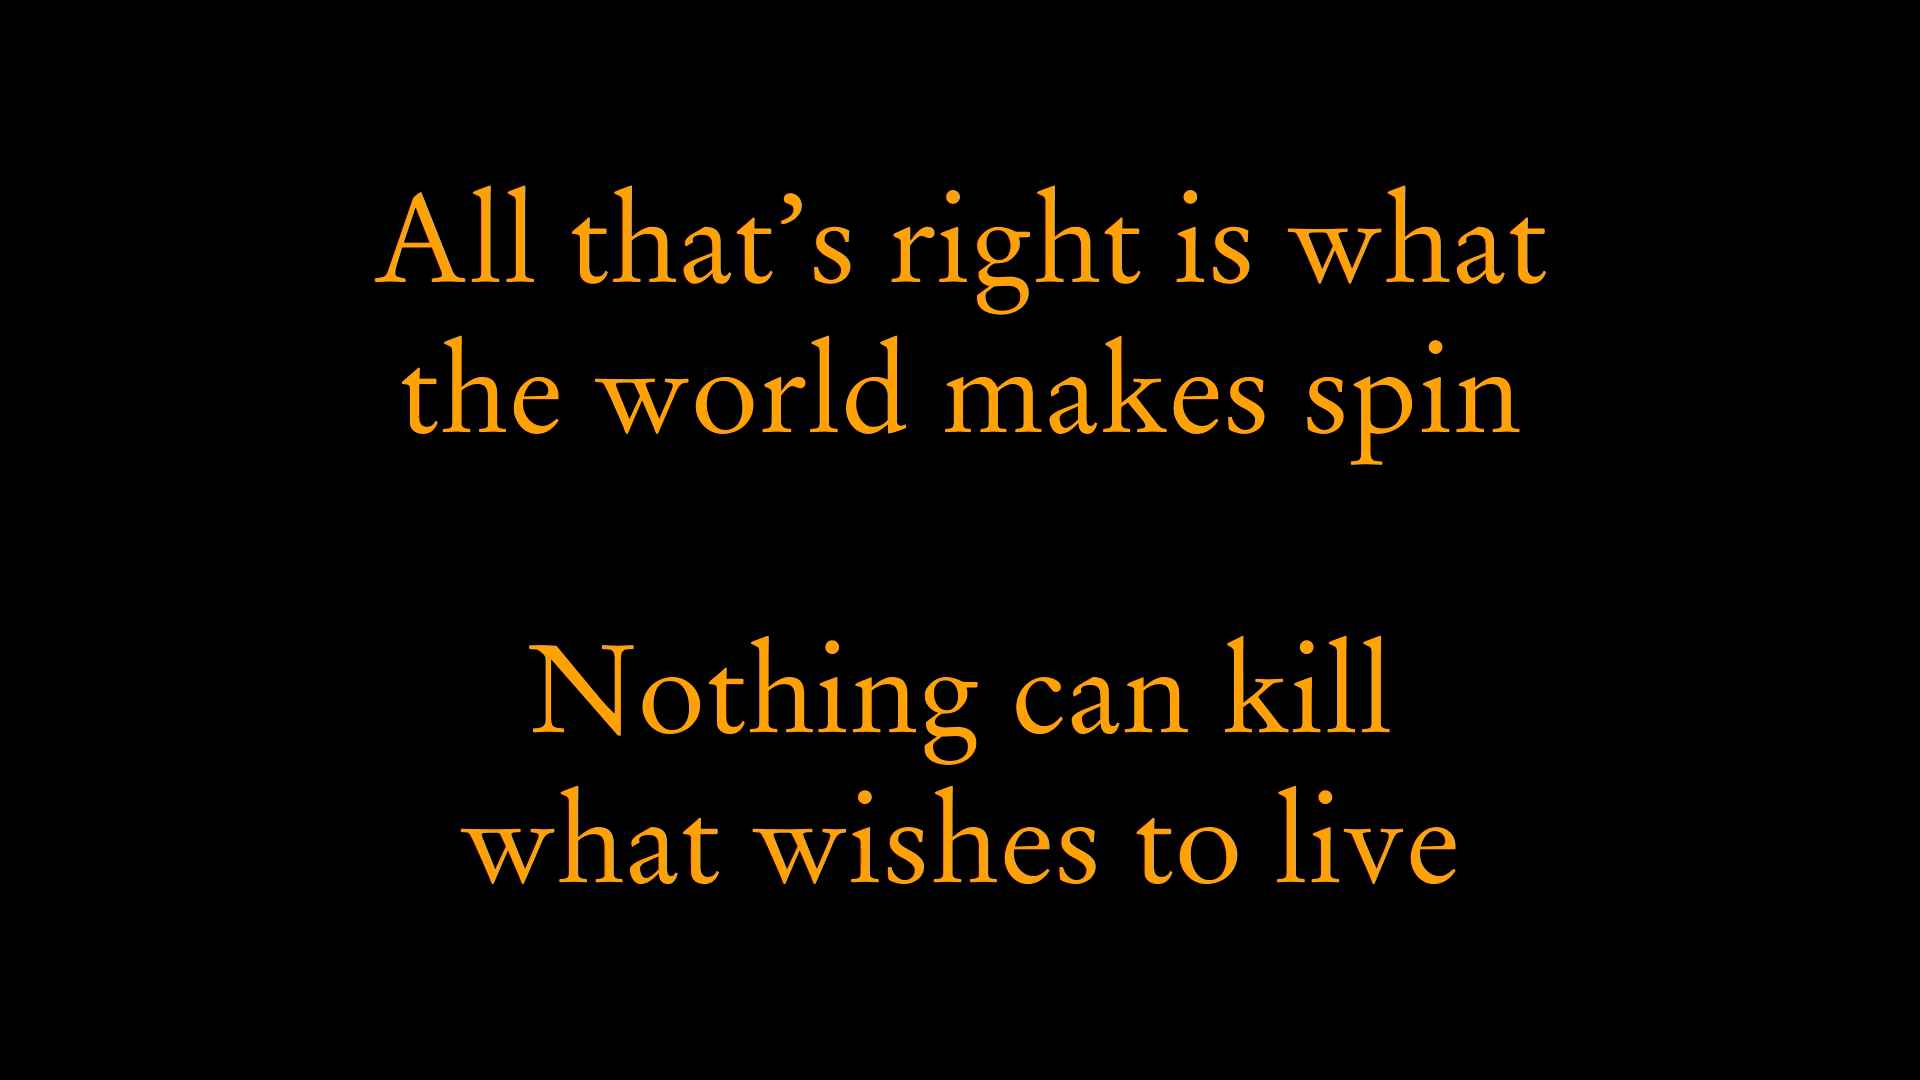 All that’s right is what
the world makes spin
Nothing can kill
what wishes to live